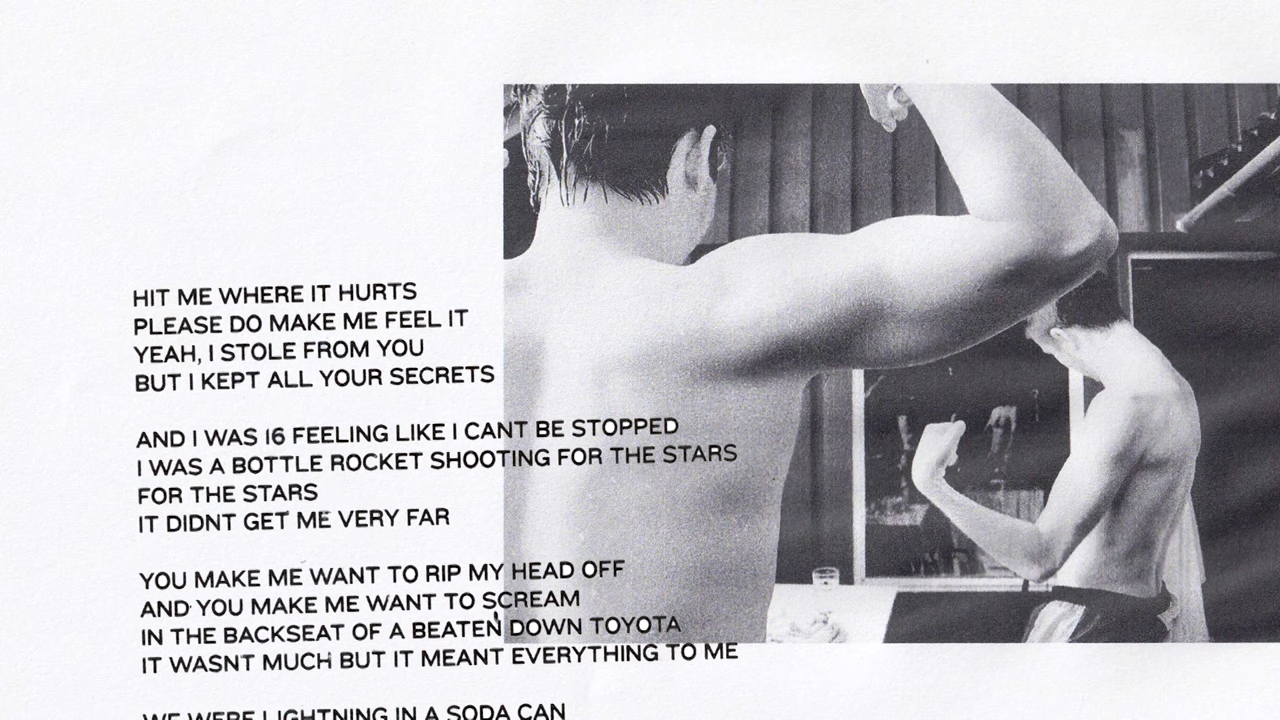 HIT ME WHERE IT HURTS
PLEASE DO MAKE ME FEEL IT
YEAH, I STOLE FROM YOU
BUT I KEPT ALL YOUR SECRETS
AND I WAS 16 FEELING LIKE I CANT BE STOPPED
I WAS A BOTTLE ROCKET SHOOTING FOR THE STARS
FOR THE STARS
IT DIDNT GET ME VERY FAR
YOU MAKE ME WANT TO RIP MY HEAD OFF
AND YOU MAKE ME WANT TO SCREAM
IN THE BACKSEAT OF A BEATEN DOWN TOYOTA
IT WASNT MUCH BUT IT MEANT EVERYTHING TO ME
WE WERE LIGHTNING IN A SODA CAN